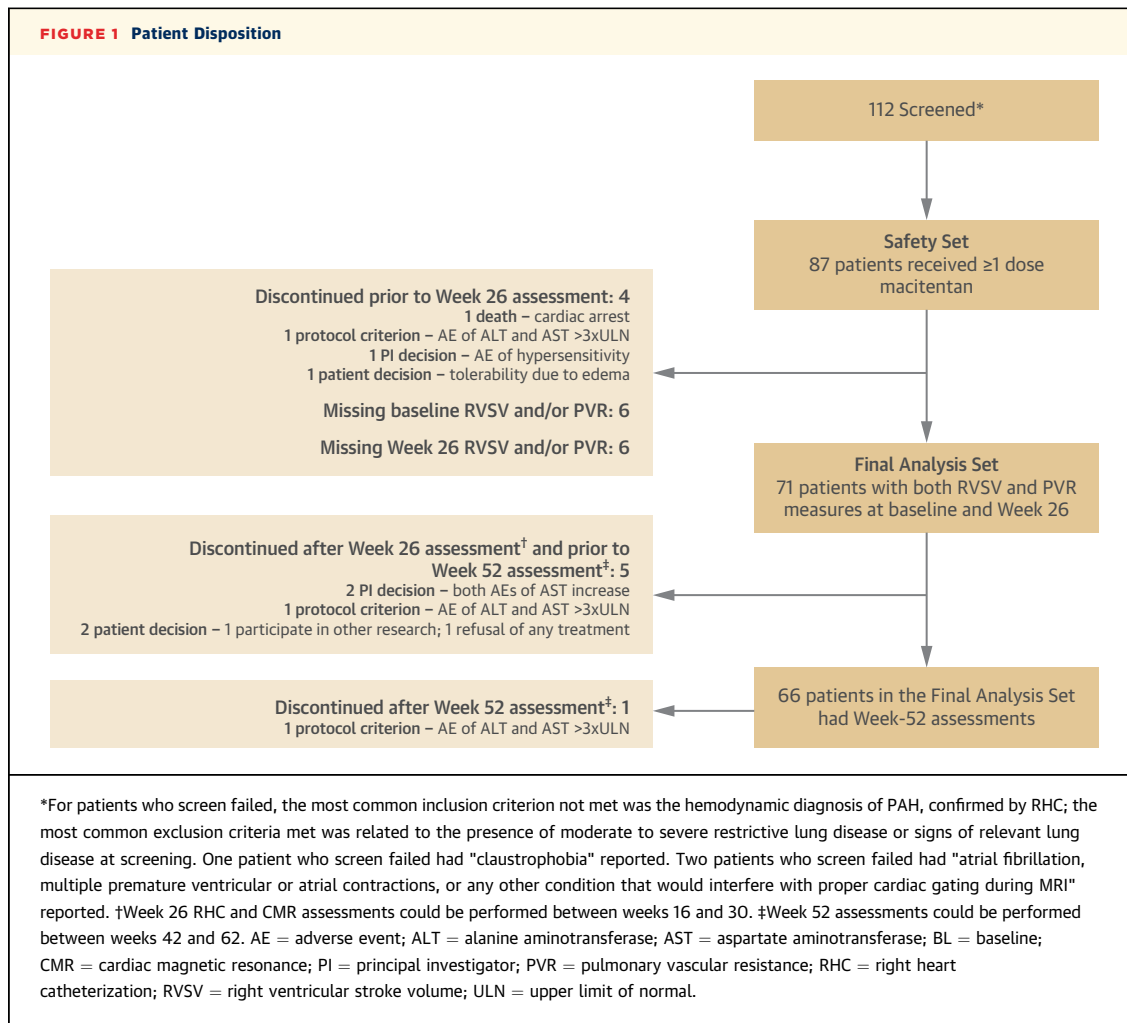 FIGURE 1 Patient Disposition
112 Screened*
Safety Set
87 patients received ≥1 dose
macitentan
Discontinued prior to Week 26 assessment: 4
1 death – cardiac arrest
1 protocol criterion – AE of ALT and AST >3xULN
1 PI decision – AE of hypersensitivity
1 patient decision – tolerability due to edema
Missing baseline RVSV and/or PVR: 6
Missing Week 26 RVSV and/or PVR: 6
Final Analysis Set
71 patients with both RVSV and PVR
measures at baseline and Week 26
Discontinued after Week 26 assessment† and prior to
Week 52 assessment‡: 5
2 PI decision – both AEs of AST increase
1 protocol criterion – AE of ALT and AST >3xULN
2 patient decision – 1 participate in other research; 1 refusal of any treatment
66 patients in the Final Analysis Set
had Week-52 assessments
Discontinued after Week 52 assessment‡: 1
1 protocol criterion – AE of ALT and AST >3xULN
*For patients who screen failed, the most common inclusion criterion not met was the hemodynamic diagnosis of PAH, confirmed by RHC; the
most common exclusion criteria met was related to the presence of moderate to severe restrictive lung disease or signs of relevant lung
disease at screening. One patient who screen failed had "claustrophobia" reported. Two patients who screen failed had "atrial fibrillation,
multiple premature ventricular or atrial contractions, or any other condition that would interfere with proper cardiac gating during MRI"
reported. †Week 26 RHC and CMR assessments could be performed between weeks 16 and 30. ‡Week 52 assessments could be performed
between weeks 42 and 62. AE = adverse event; ALT = alanine aminotransferase; AST = aspartate aminotransferase; BL = baseline;
CMR = cardiac magnetic resonance; PI = principal investigator; PVR = pulmonary vascular resistance; RHC = right heart
catheterization; RVSV = right ventricular stroke volume; ULN = upper limit of normal.